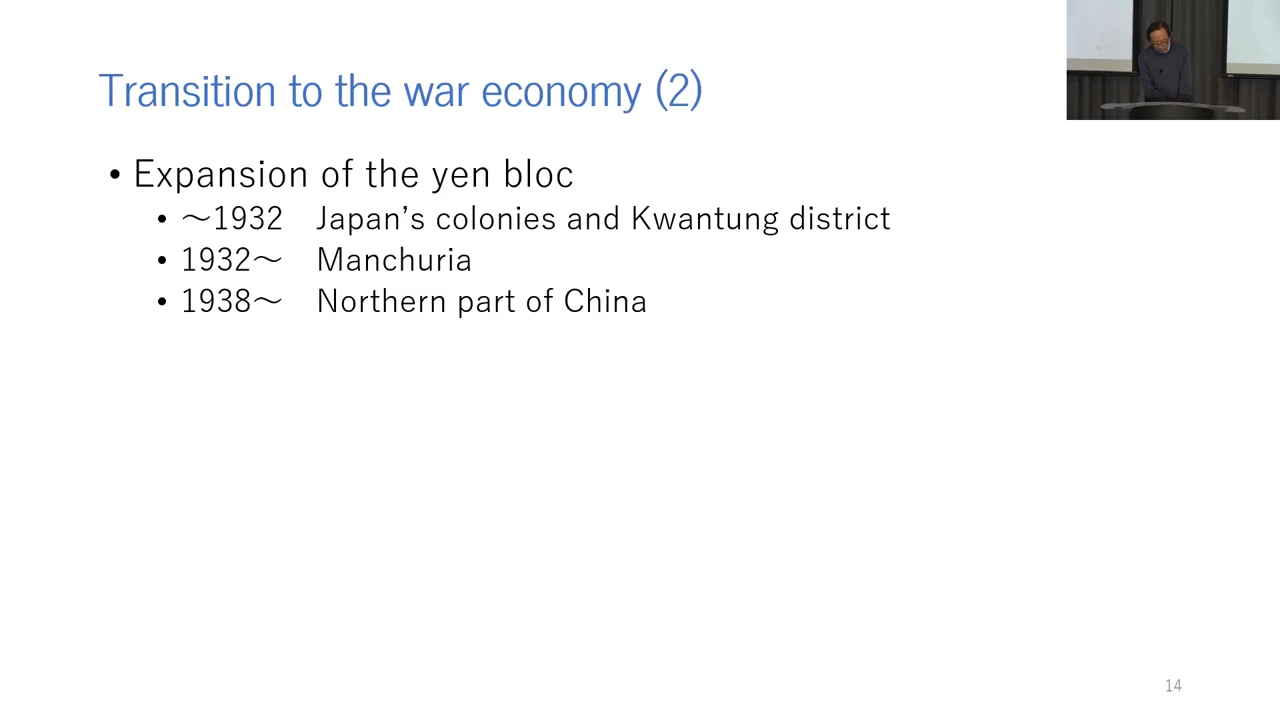 Transition to the war economy (2)
• Expansion of the yen bloc
• ～1932　Japan’s colonies and Kwantung district
• 1932～　Manchuria
• 1938～　Northern part of China
14